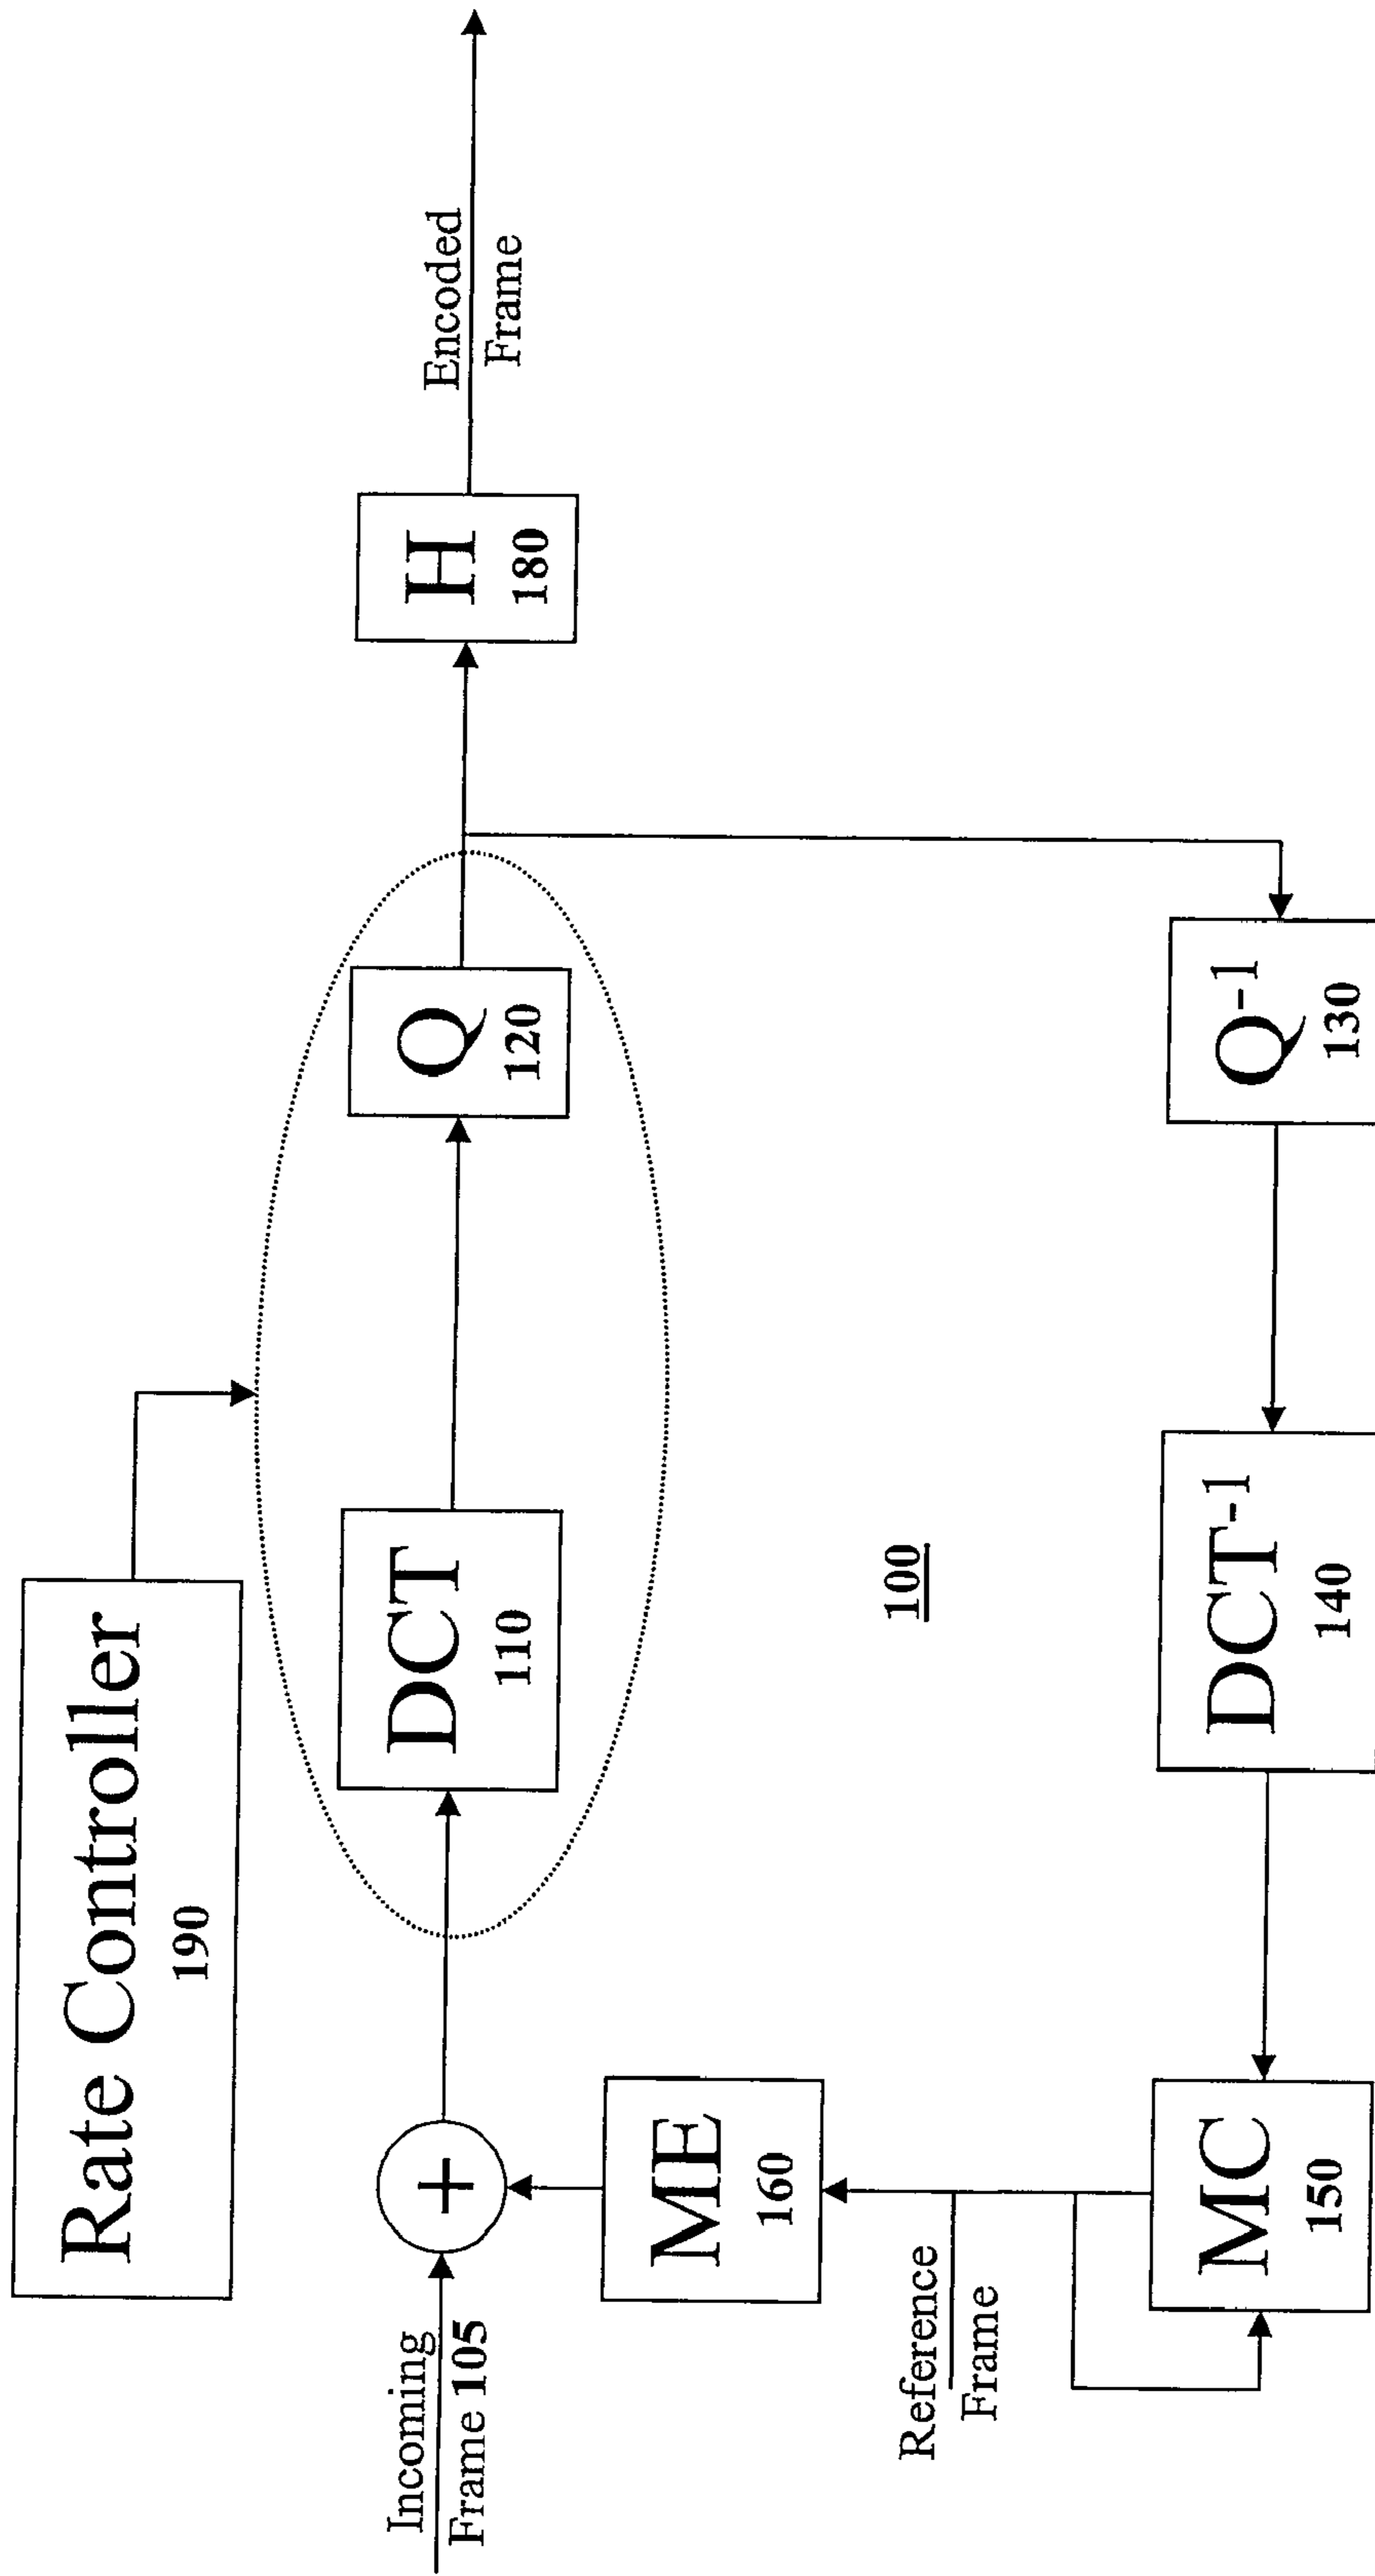 Rate Controller
190
Incoming
Frame 105
+
DCT
110
Q
120
H
180
Encoded
Frame
ME
160
100
Reference
Frame
MC
150
DCT-1
140
Q-1
130